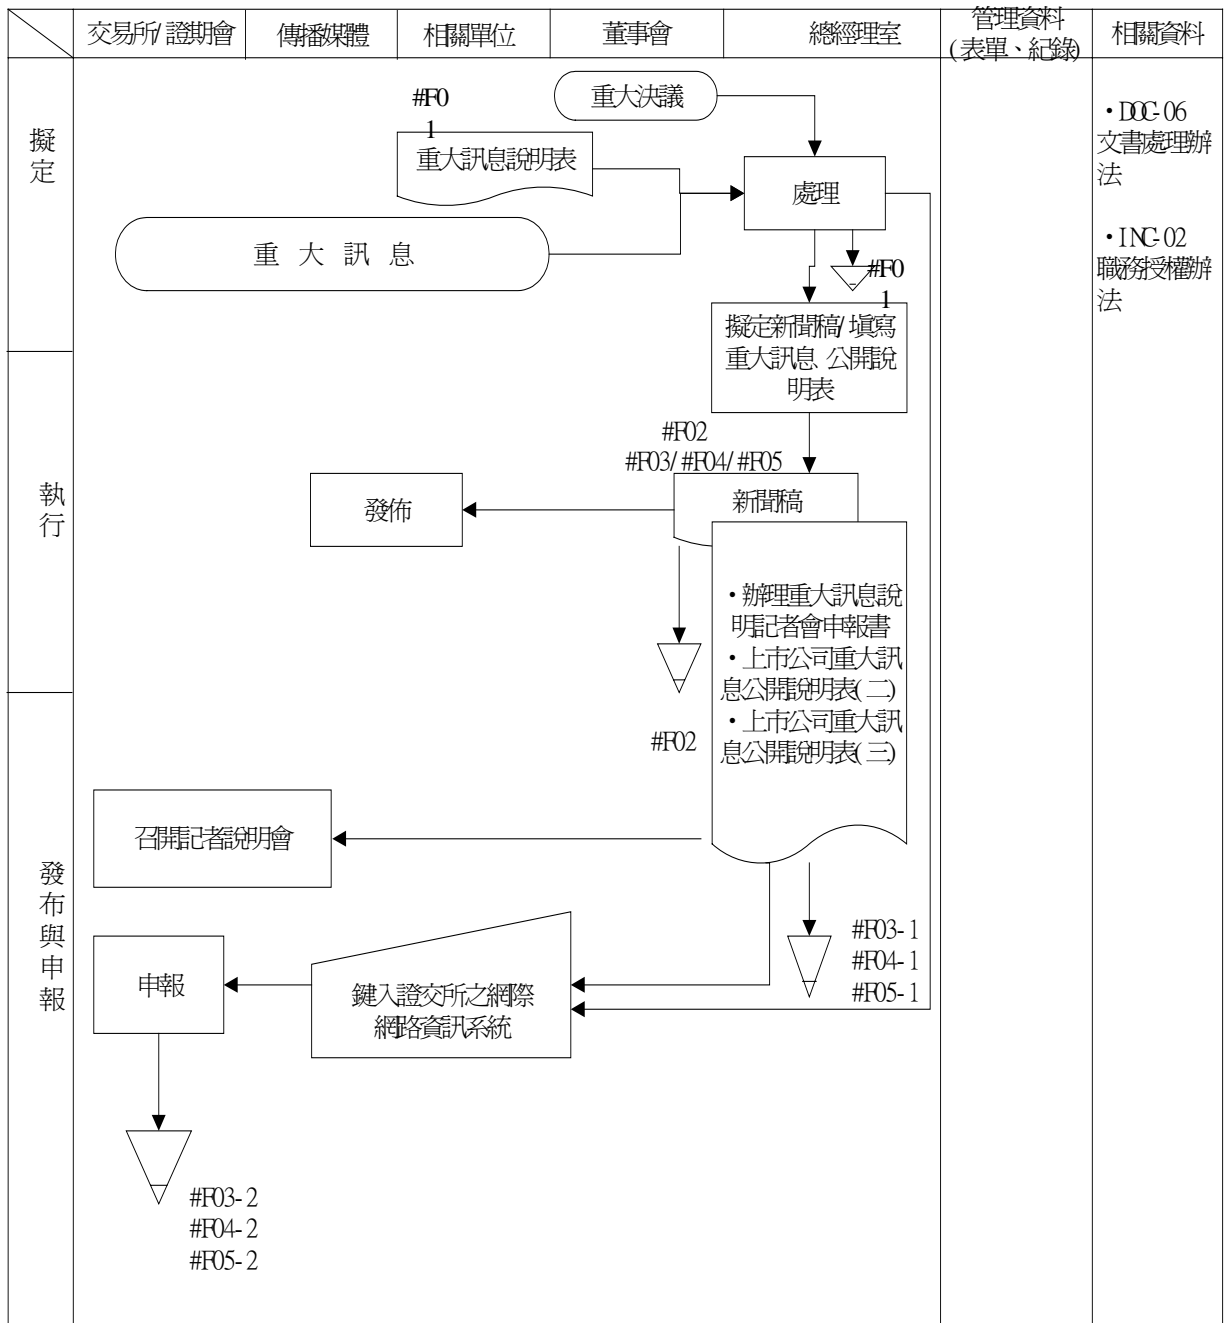 交易所/證期會
傳播媒體
相關單位
董事會
總經理室
管理資料
(表單、紀錄)
相關資料
擬定
#F0
1
重大決議
重大訊息說明表
重 大 訊 息
處理
#F0
1
擬定新聞稿/填寫
重大訊息 公開說
明表
・DOC-06
文書處理辦
法
・INC-02
職務授權辦
法
執行
#F02
#F03/#F04/#F05
發佈
新聞稿
・辦理重大訊息說
明記者會申報書
・上市公司重大訊
息公開說明表(二)
・上市公司重大訊
息公開說明表(三)
#F02
發布與申報
召開記者說明會
#F03-1
#F04-1
#F05-1
申報
鍵入證交所之網際
網路資訊系統
#F03-2
#F04-2
#F05-2